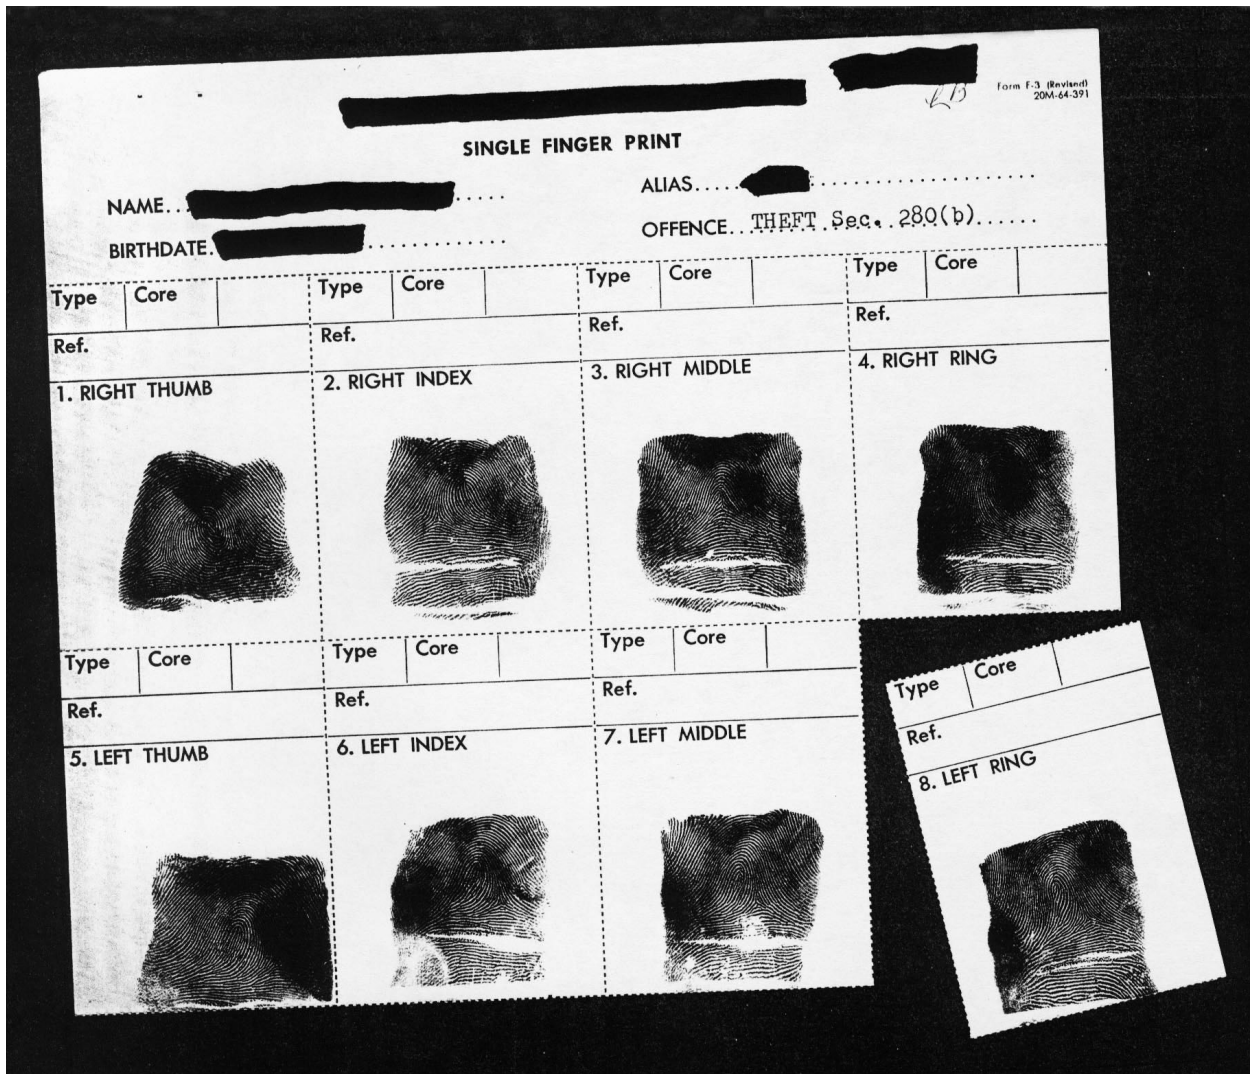 Form F-3 (Revised)
20M-64-391
RB
SINGLE FINGER PRINT
NAME...
ALIAS.....
BIRTHDATE.
OFFENCE..THEFT Sec. 280(b)......
Type Core
Type Core
Type Core
Type Core
Ref.
Ref.
Ref.
Ref.
1. RIGHT THUMB
2. RIGHT INDEX
3. RIGHT MIDDLE
4. RIGHT RING
Type Core
Type Core
Type Core
Type Core
Ref.
Ref.
Ref.
Ref.
5. LEFT THUMB
6. LEFT INDEX
7. LEFT MIDDLE
8. LEFT RING